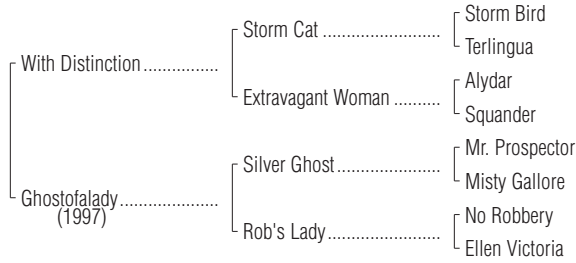 Storm Bird
Storm Cat ..............................
Terlingua
With Distinction ...................
Alydar
Extravagant Woman ............
Squander
Mr. Prospector
Silver Ghost ..........................
Misty Gallore
Ghostofalady .........................
(1997)
No Robbery
Rob's Lady .............................
Ellen Victoria